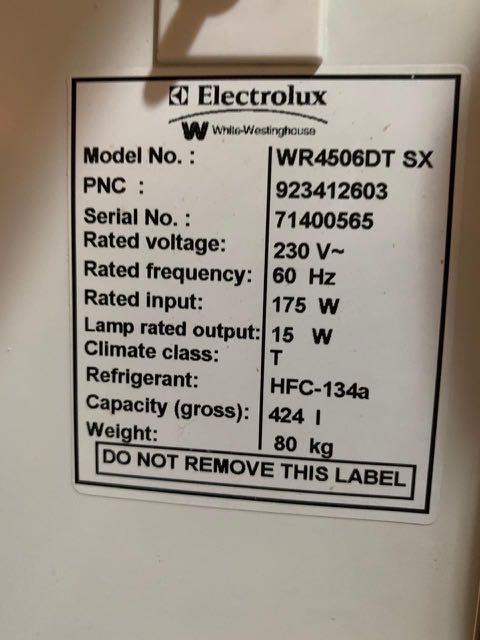 Electrolux
W White-Westinghouse
Model No. : WR4506DT SX
PNC : 923412603
Serial No. : 71400565
Rated voltage: 230 V~
Rated frequency: 60 Hz
Rated input: 175 W
Lamp rated output: 15 W
Climate class: T
Refrigerant: HFC-134a
Capacity (gross): 424 l
Weight: 80 kg
DO NOT REMOVE THIS LABEL